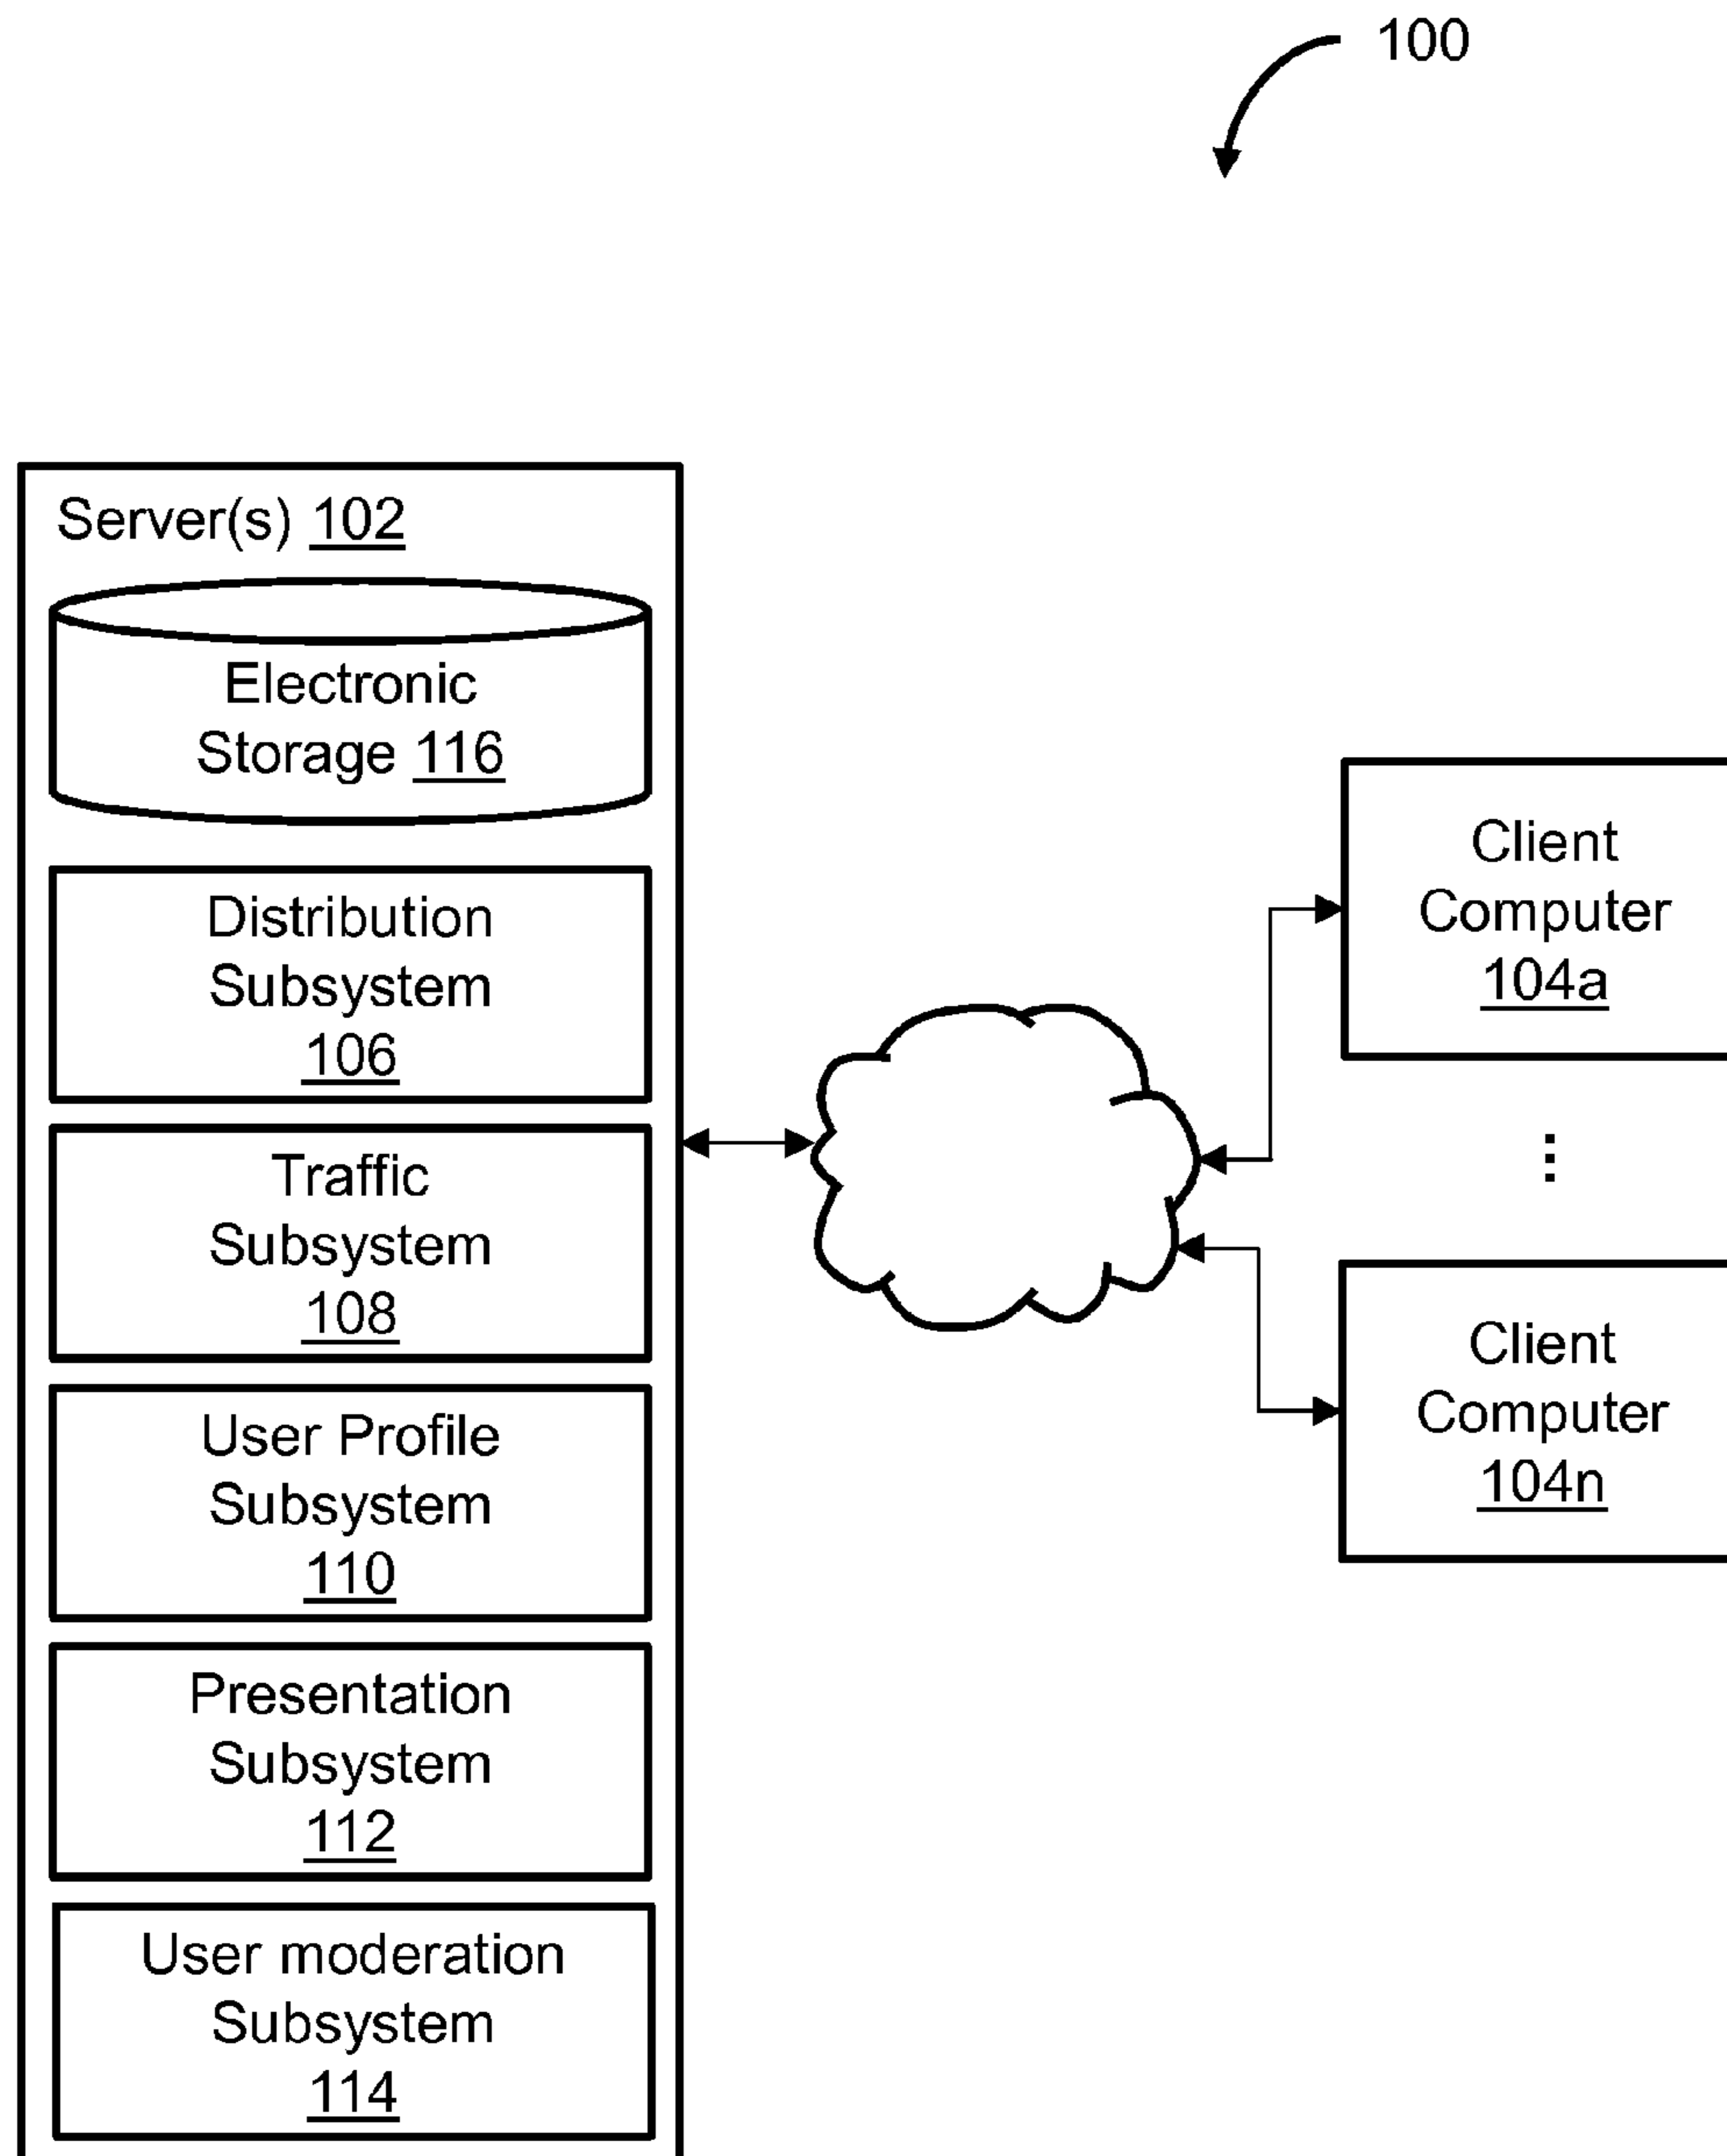 100
Server(s) 102
Electronic
Storage 116
Distribution
Subsystem
106
Traffic
Subsystem
108
User Profile
Subsystem
110
Presentation
Subsystem
112
User moderation
Subsystem
114
Client
Computer
104a
Client
Computer
104n